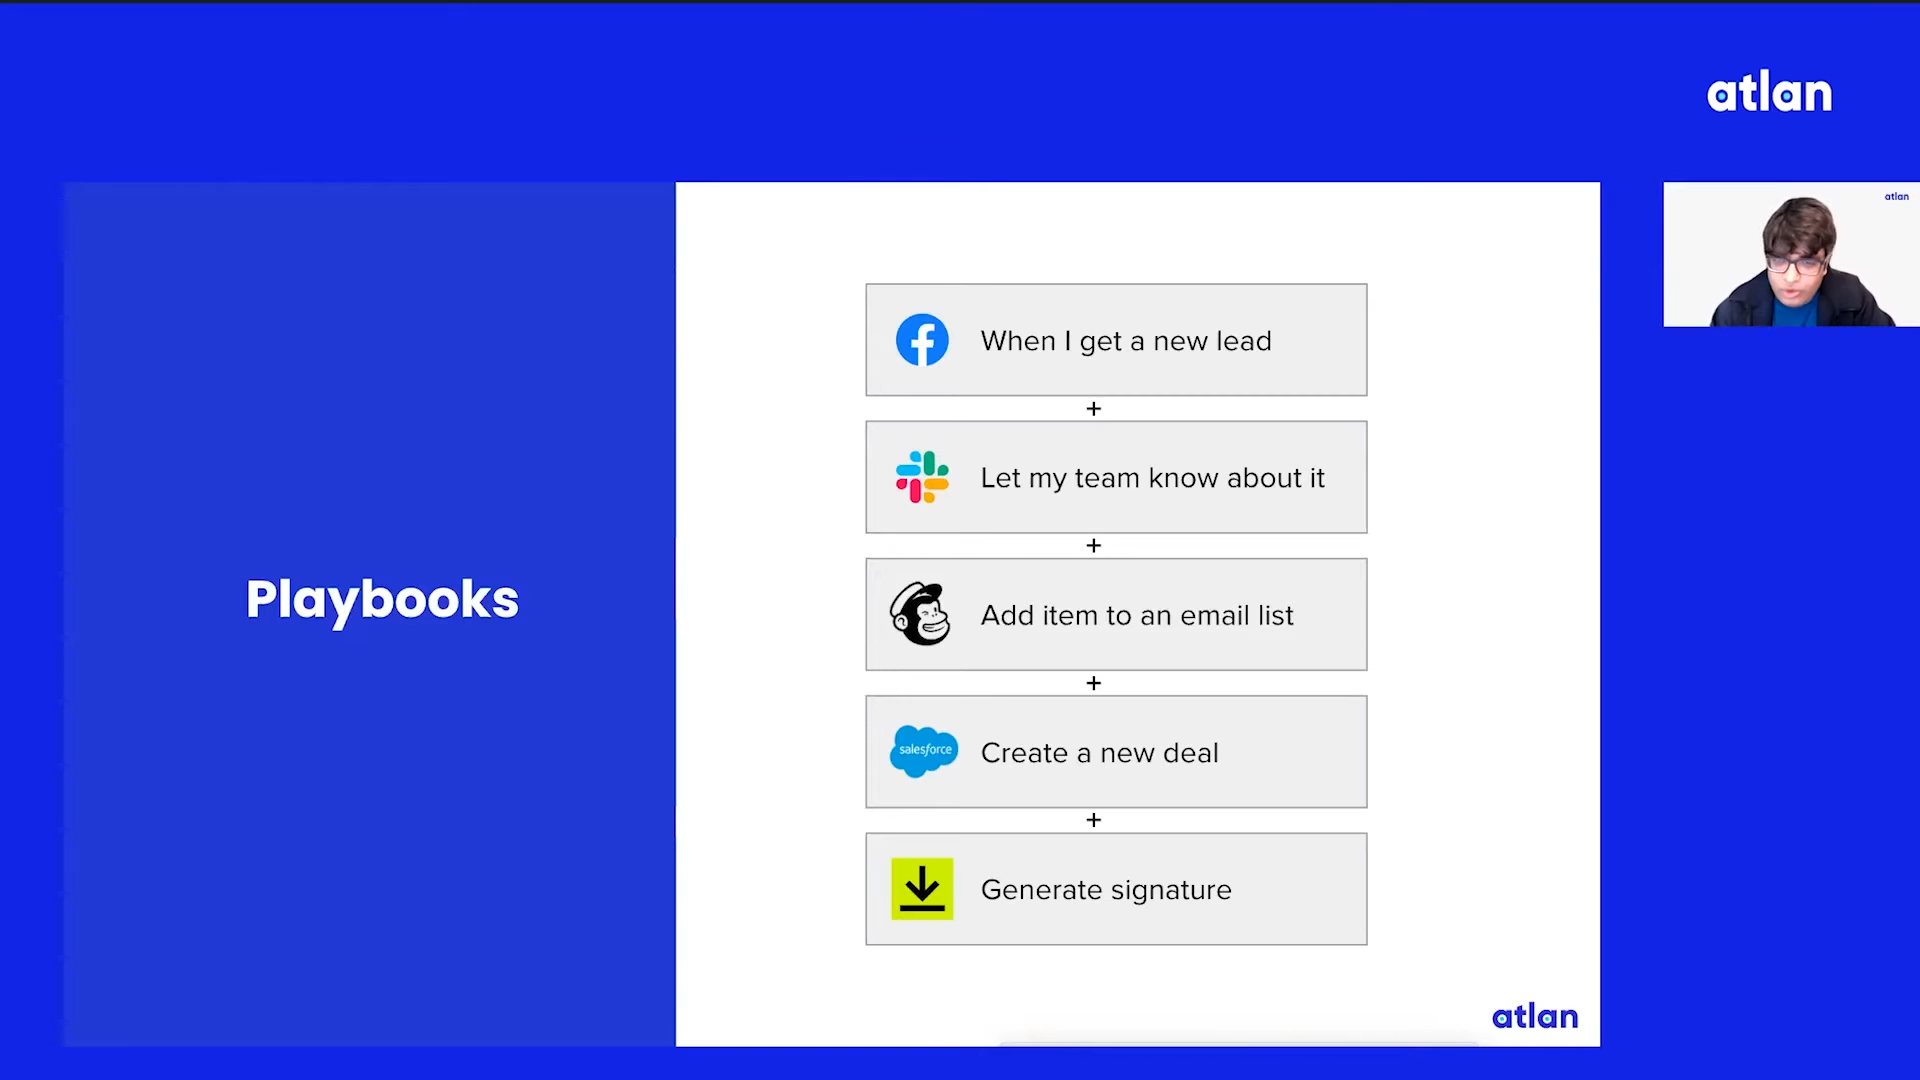 atlan
atlan
Playbooks
When I get a new lead
+
Let my team know about it
+
Add item to an email list
+
salesforce
Create a new deal
+
Generate signature
atlan